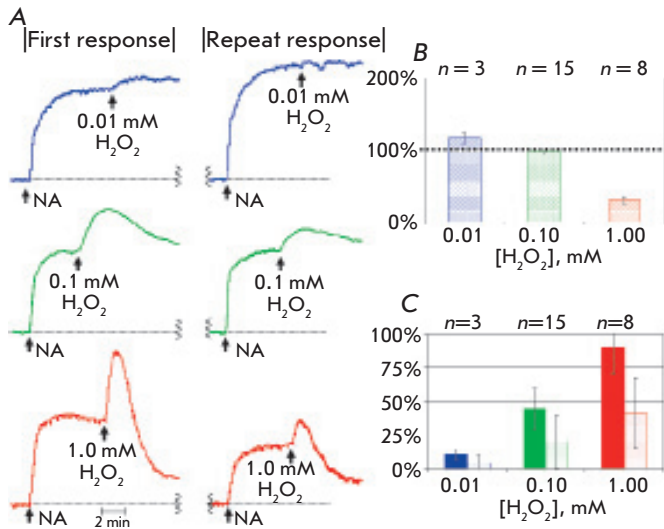 A
|First response| |Repeat response|
0.01 mM
H₂O₂
NA
0.01 mM
H₂O₂
NA
0.1 mM
H₂O₂
NA
0.1 mM
H₂O₂
NA
1.0 mM
H₂O₂
NA
2 min
1.0 mM
H₂O₂
NA
B
n = 3 n = 15 n = 8
200%
100%
0%
0.01 0.10 1.00
[H₂O₂], mM
C
n=3 n=15 n=8
100%
75%
50%
25%
0%
0.01 0.10 1.00
[H₂O₂], mM